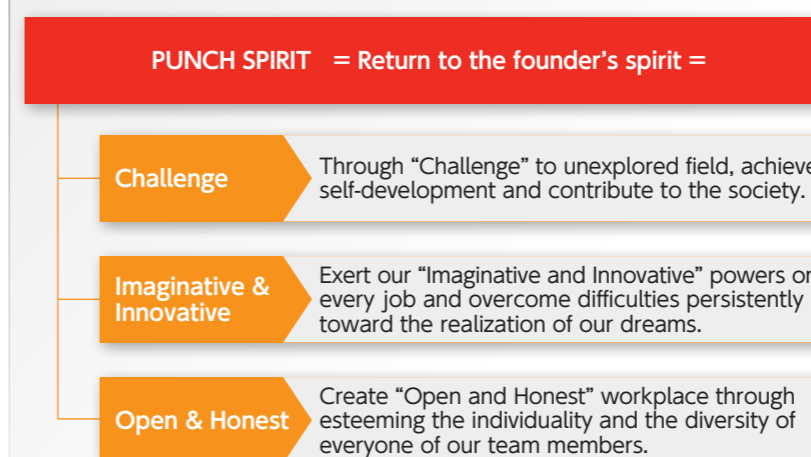 PUNCH SPIRIT = Return to the founder's spirit =
Challenge
Through “Challenge” to unexplored field, achieve
self-development and contribute to the society.
Imaginative &
Innovative
Exert our “Imaginative and Innovative” powers on
every job and overcome difficulties persistently
toward the realization of our dreams.
Open & Honest
Create “Open and Honest” workplace through
esteeming the individuality and the diversity of
everyone of our team members.